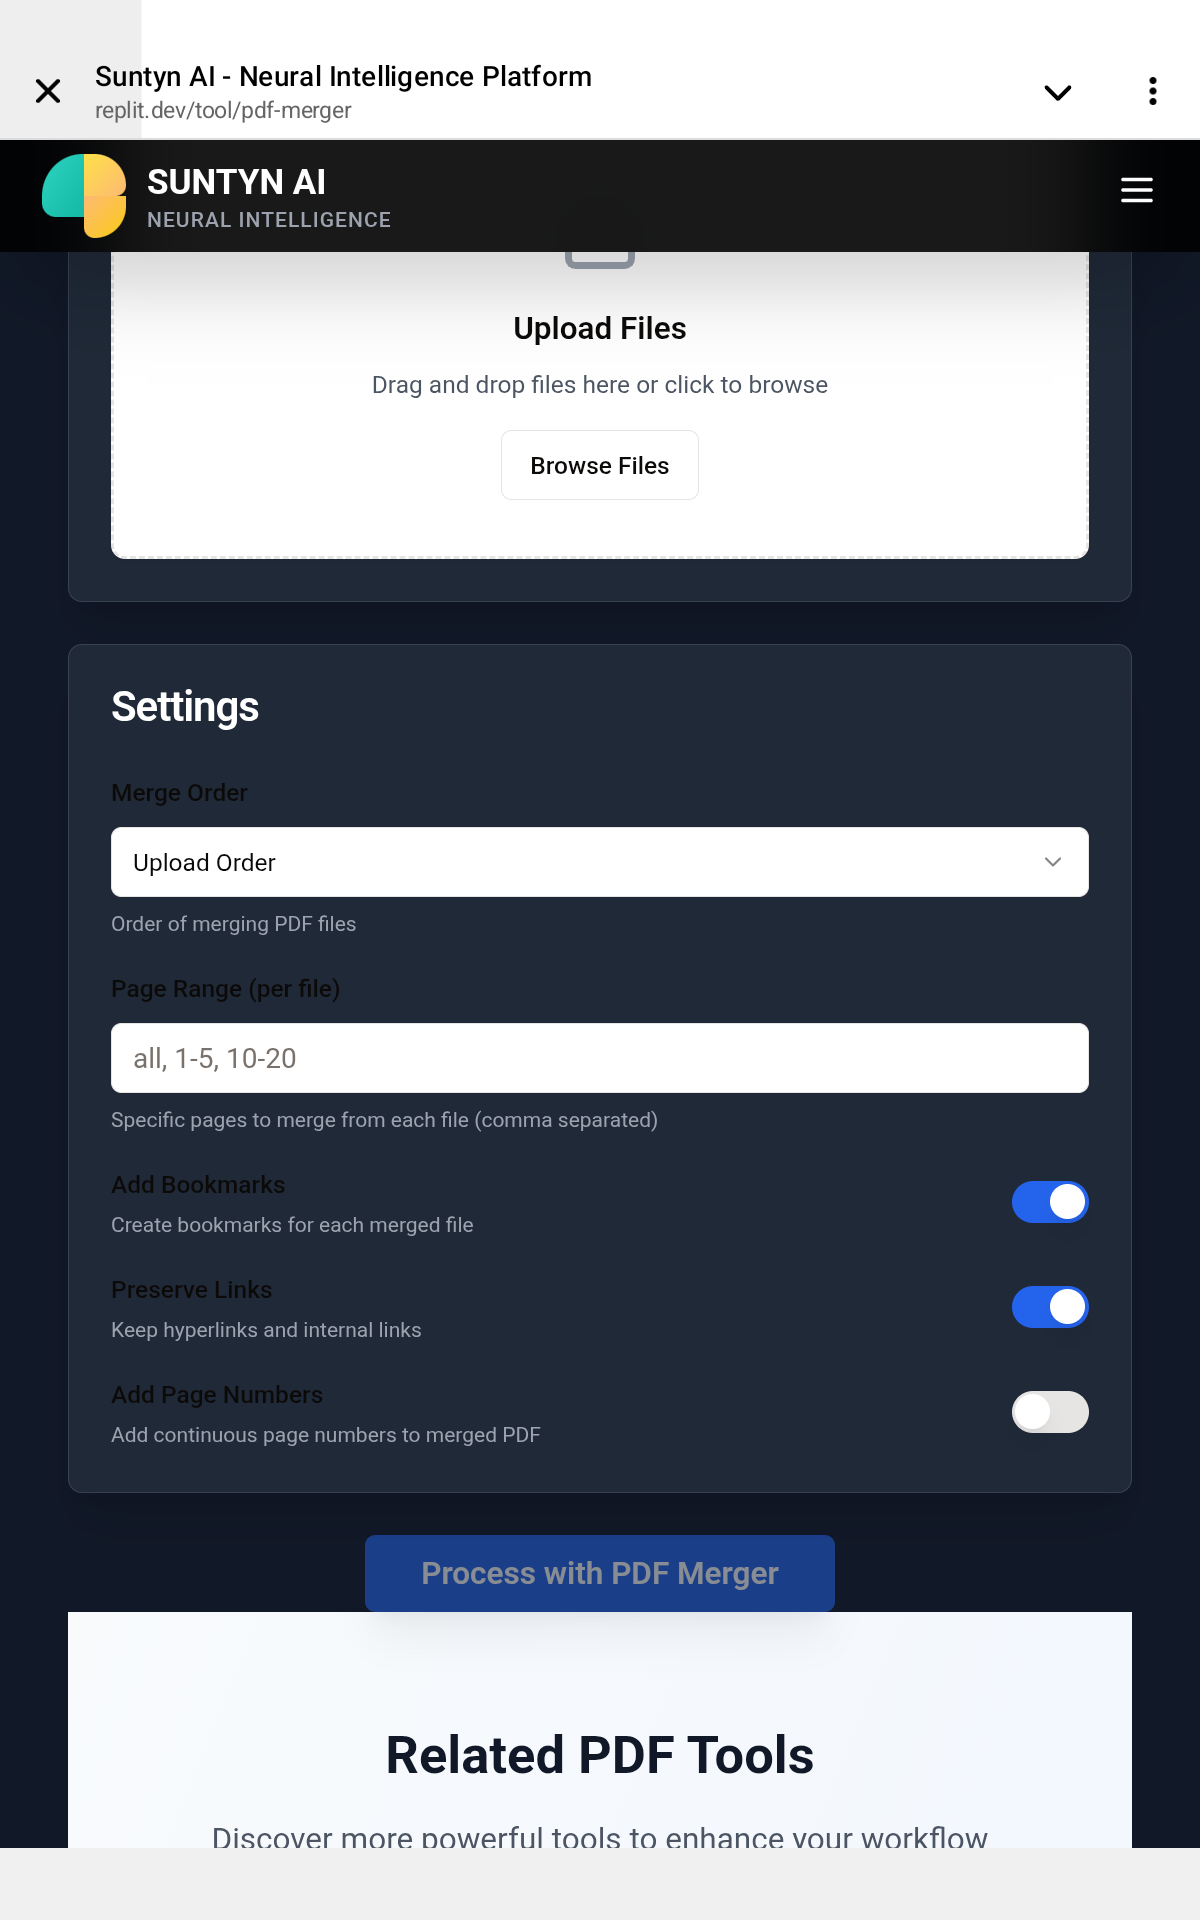 Suntyn AI - Neural Intelligence Platform
replit.dev/tool/pdf-merger
SUNTYN AI
NEURAL INTELLIGENCE
Upload Files
Drag and drop files here or click to browse
Browse Files
Settings
Merge Order
Upload Order
Order of merging PDF files
Page Range (per file)
all, 1-5, 10-20
Specific pages to merge from each file (comma separated)
Add Bookmarks
Create bookmarks for each merged file
Preserve Links
Keep hyperlinks and internal links
Add Page Numbers
Add continuous page numbers to merged PDF
Process with PDF Merger
Related PDF Tools
Discover more powerful tools to enhance your workflow